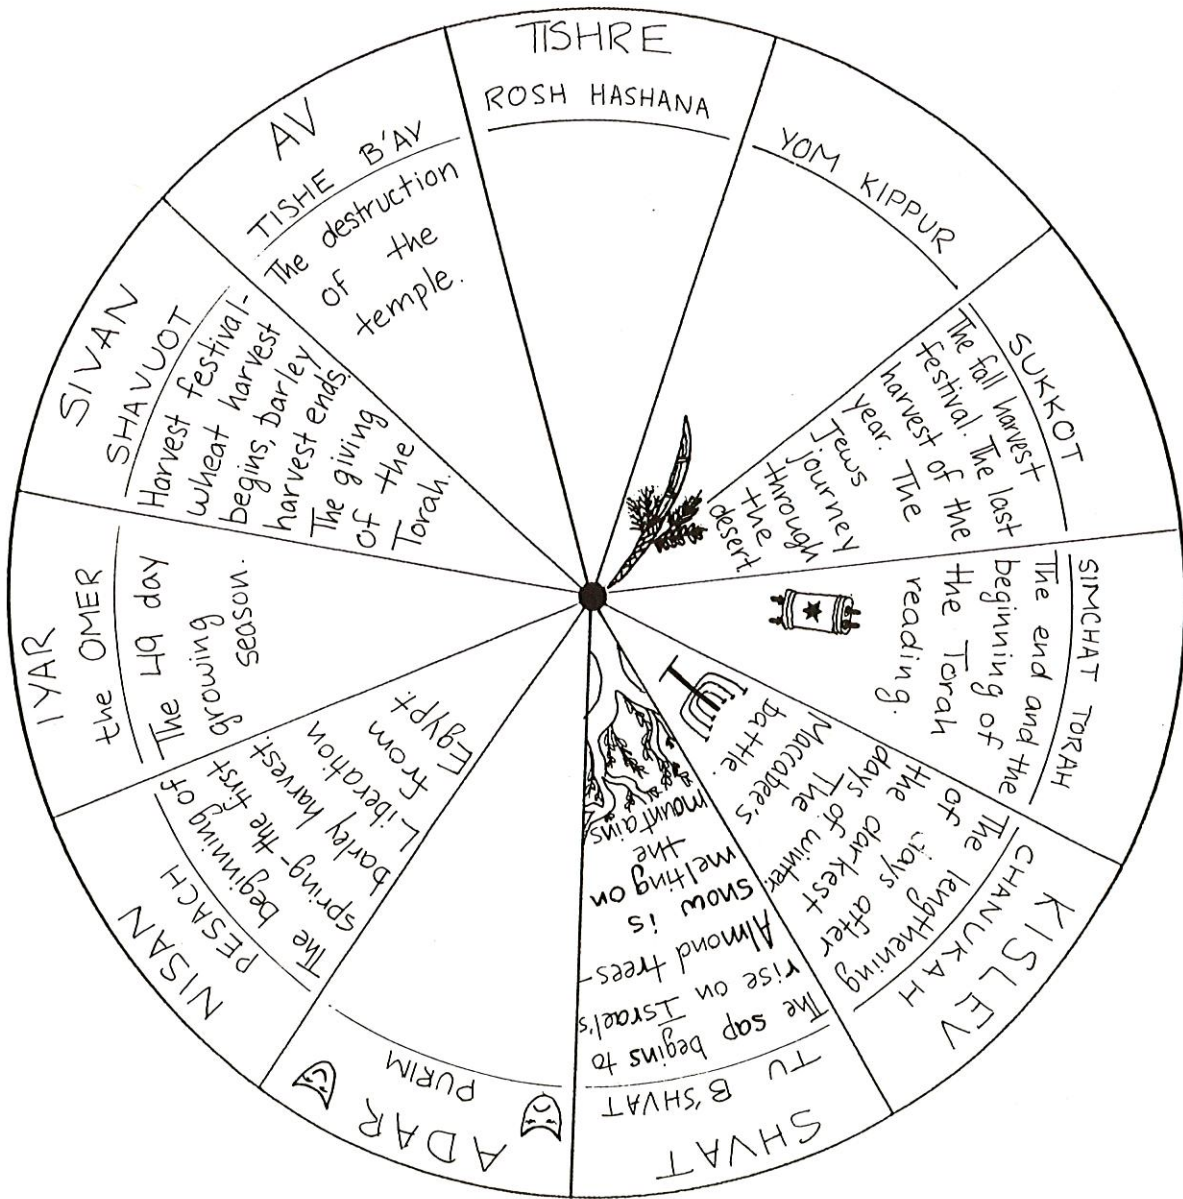 TISHRE
ROSH HASHANA
YOM KIPPUR
SUKKOT
The fall harvest
festival. The last
harvest of the
year. The
Jews
journey
through
the
desert
SIMCHAT TORAH
The end and the
beginning of
the Torah
reading.
KISLEV
CHANUKAH
The lengthening
of days after
the darkest
days of winter.
The
Maccabee's
battle.
SHVAT
TU B'SHVAT
The sap begins to
rise on Israel's
Almond trees-
snow is
melting on
the
mountains
ADAR
PURIM
NISAN
PESACH
The beginning of
spring- the first
barley harvest.
Liberation
from
Egypt.
IYAR
the OMER
The 49 day
growing
season.
SIVAN
SHAVUOT
Harvest festival-
wheat harvest
begins, barley
harvest ends.
The giving
of the
Torah.
AV
TISHE B'AV
The destruction
of the
temple.